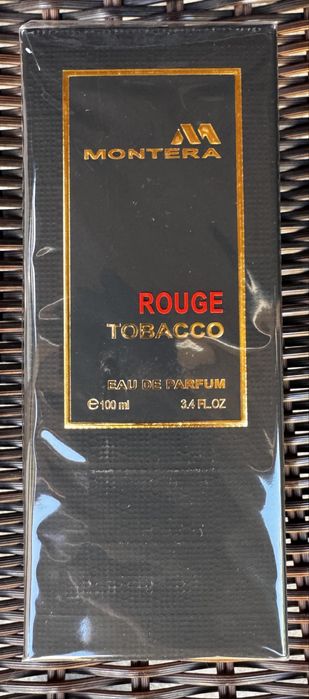 MONTERA
ROUGE
TOBACCO
EAU DE PARFUM
℮100 ml 3.4 FL.OZ